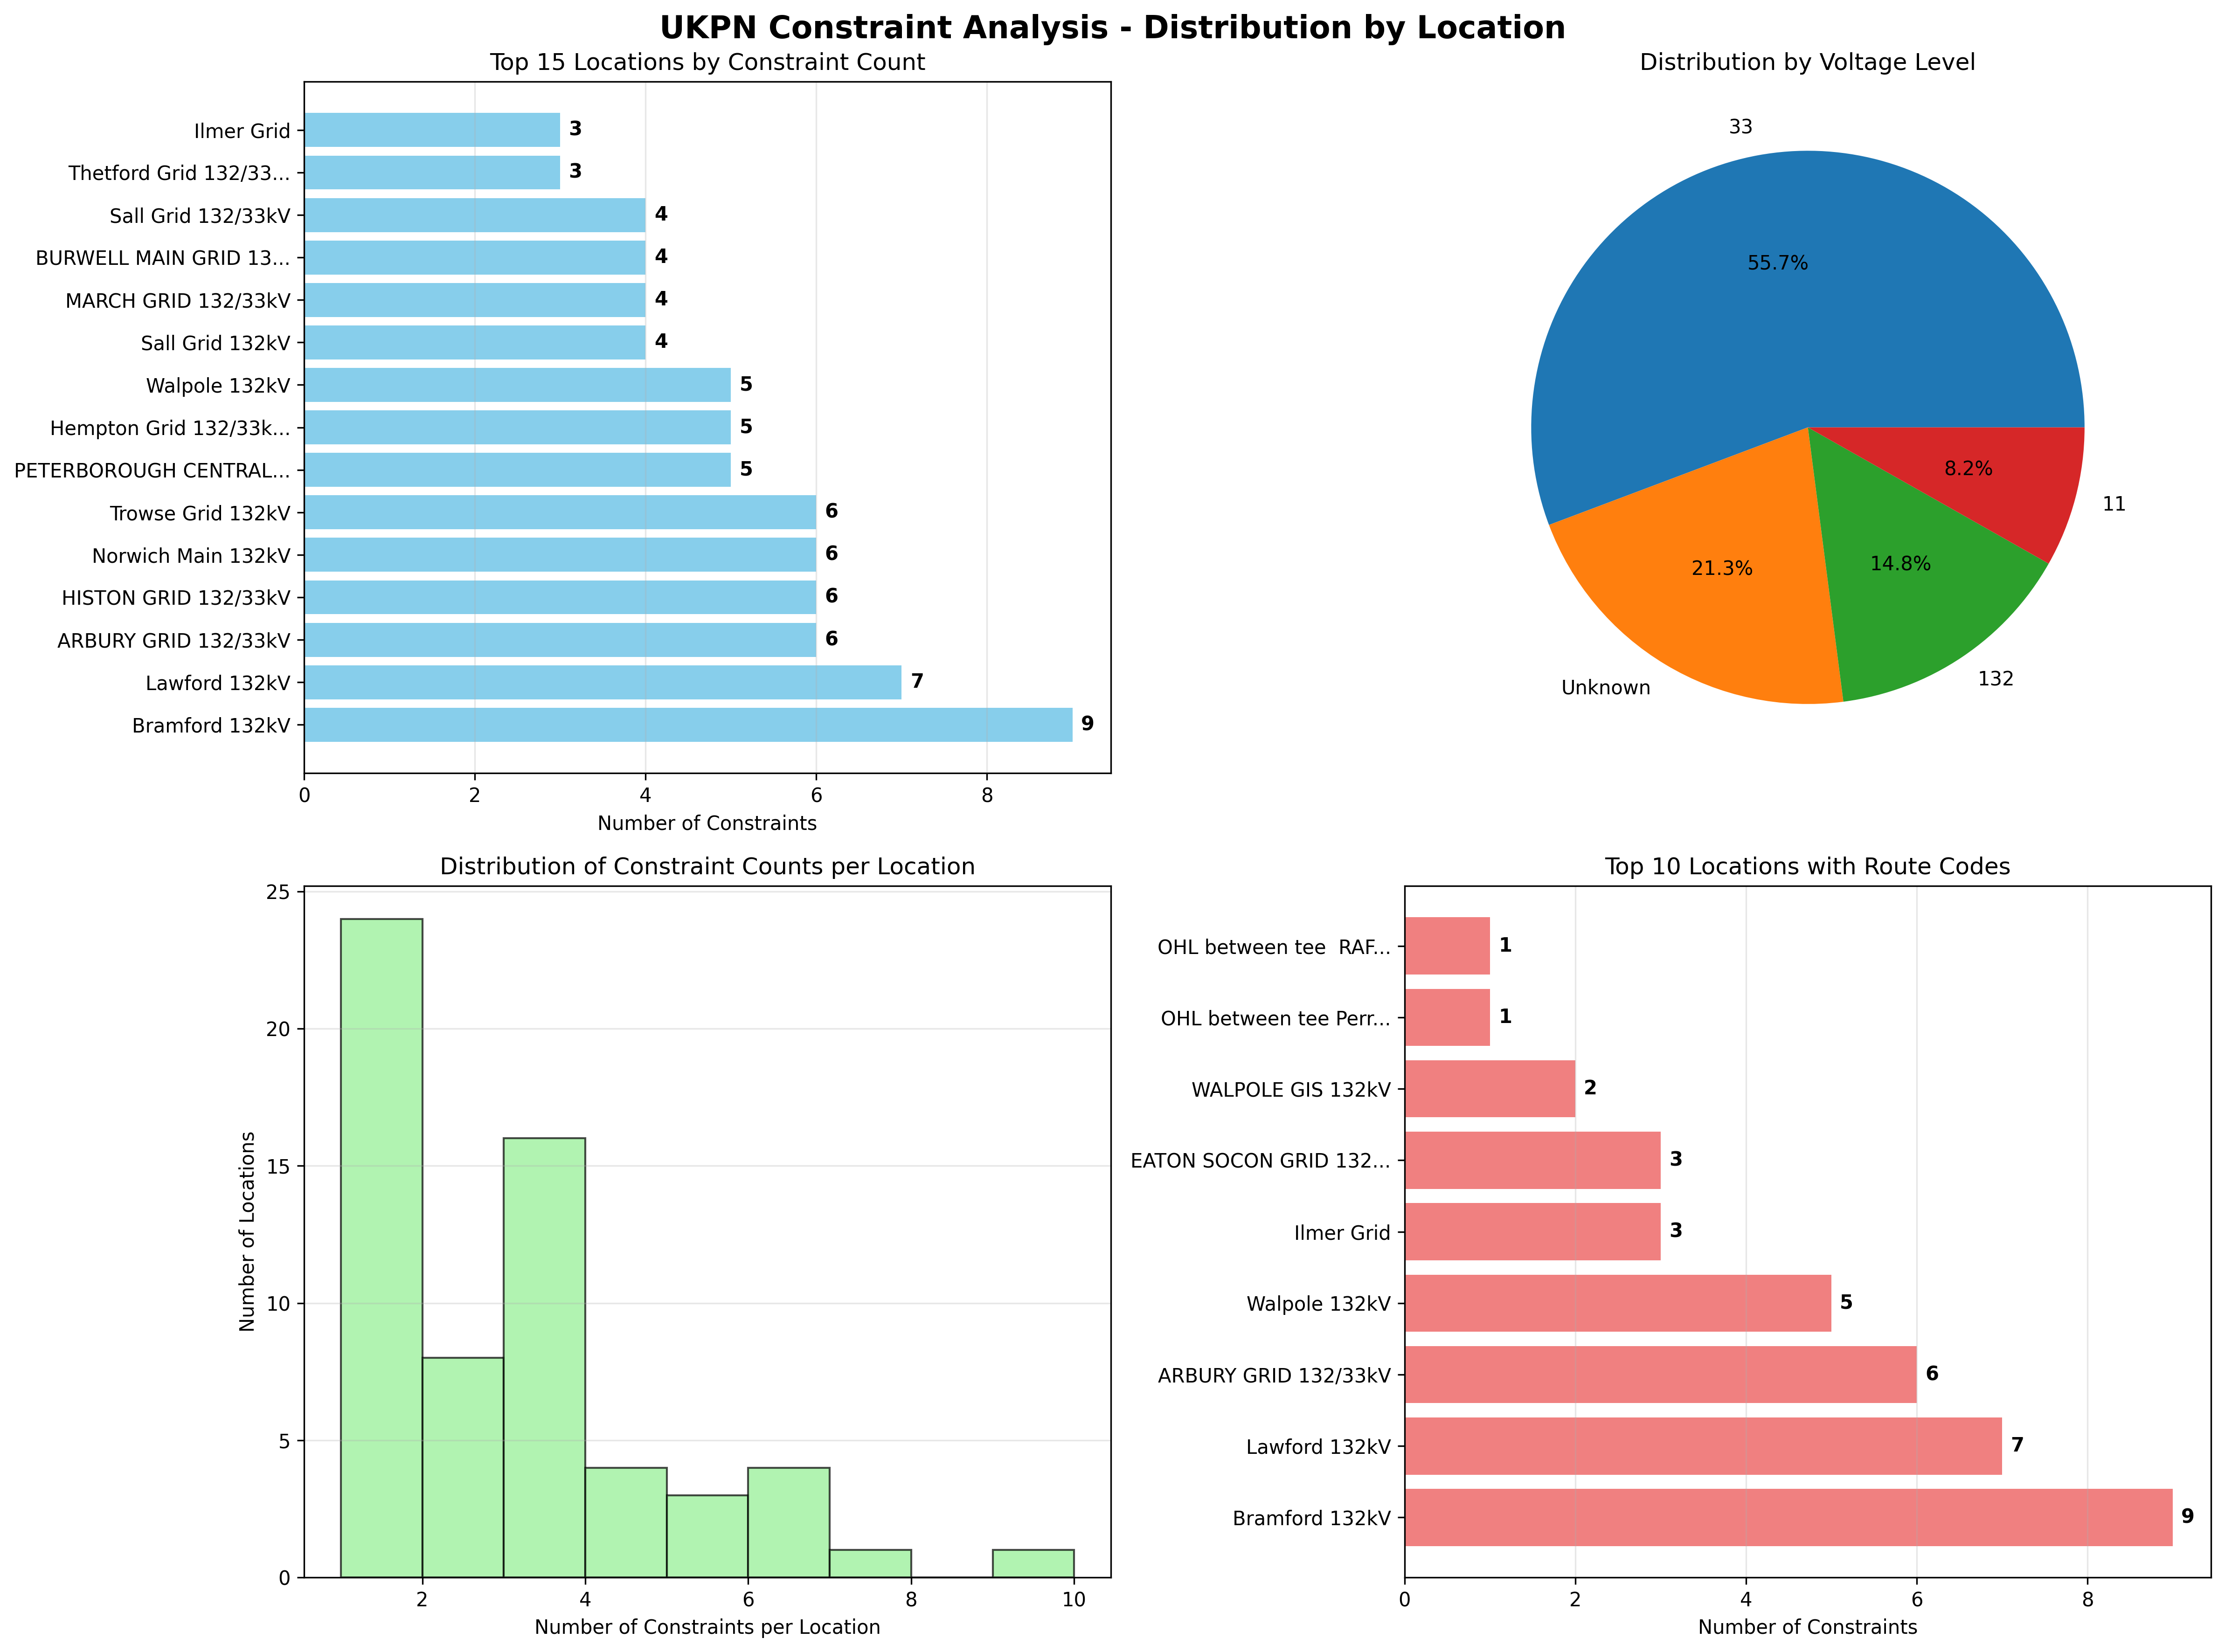 UKPN Constraint Analysis - Distribution by Location
Top 15 Locations by Constraint Count
Ilmer Grid
3
Thetford Grid 132/33...
3
Sall Grid 132/33kV
4
BURWELL MAIN GRID 13...
4
MARCH GRID 132/33kV
4
Sall Grid 132kV
4
Walpole 132kV
5
Hempton Grid 132/33k...
5
PETERBOROUGH CENTRAL...
5
Trowse Grid 132kV
6
Norwich Main 132kV
6
HISTON GRID 132/33kV
6
ARBURY GRID 132/33kV
6
Lawford 132kV
7
Bramford 132kV
9
0 2 4 6 8
Number of Constraints
Distribution by Voltage Level
33
55.7%
8.2%
11
21.3%
14.8%
132
Unknown
Distribution of Constraint Counts per Location
25
20
15
10
5
0
Number of Locations
2 4 6 8 10
Number of Constraints per Location
Top 10 Locations with Route Codes
OHL between tee  RAF...
1
OHL between tee Perr...
1
WALPOLE GIS 132kV
2
EATON SOCON GRID 132...
3
Ilmer Grid
3
Walpole 132kV
5
ARBURY GRID 132/33kV
6
Lawford 132kV
7
Bramford 132kV
9
0 2 4 6 8
Number of Constraints